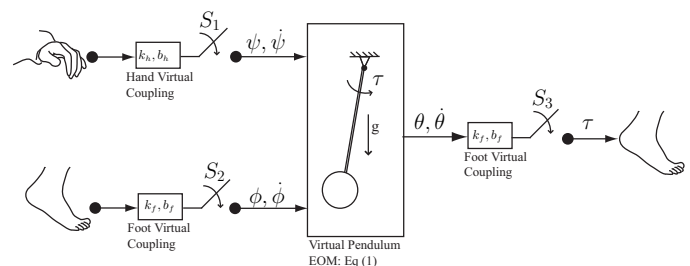 S₁
k_h, b_h
ψ, ψ̇
Hand Virtual
Coupling
τ
g
θ, θ̇
S₃
k_f, b_f
τ
Foot Virtual
Coupling
S₂
k_f, b_f
ϕ, ϕ̇
Foot Virtual
Coupling
Virtual Pendulum
EOM: Eq (1)